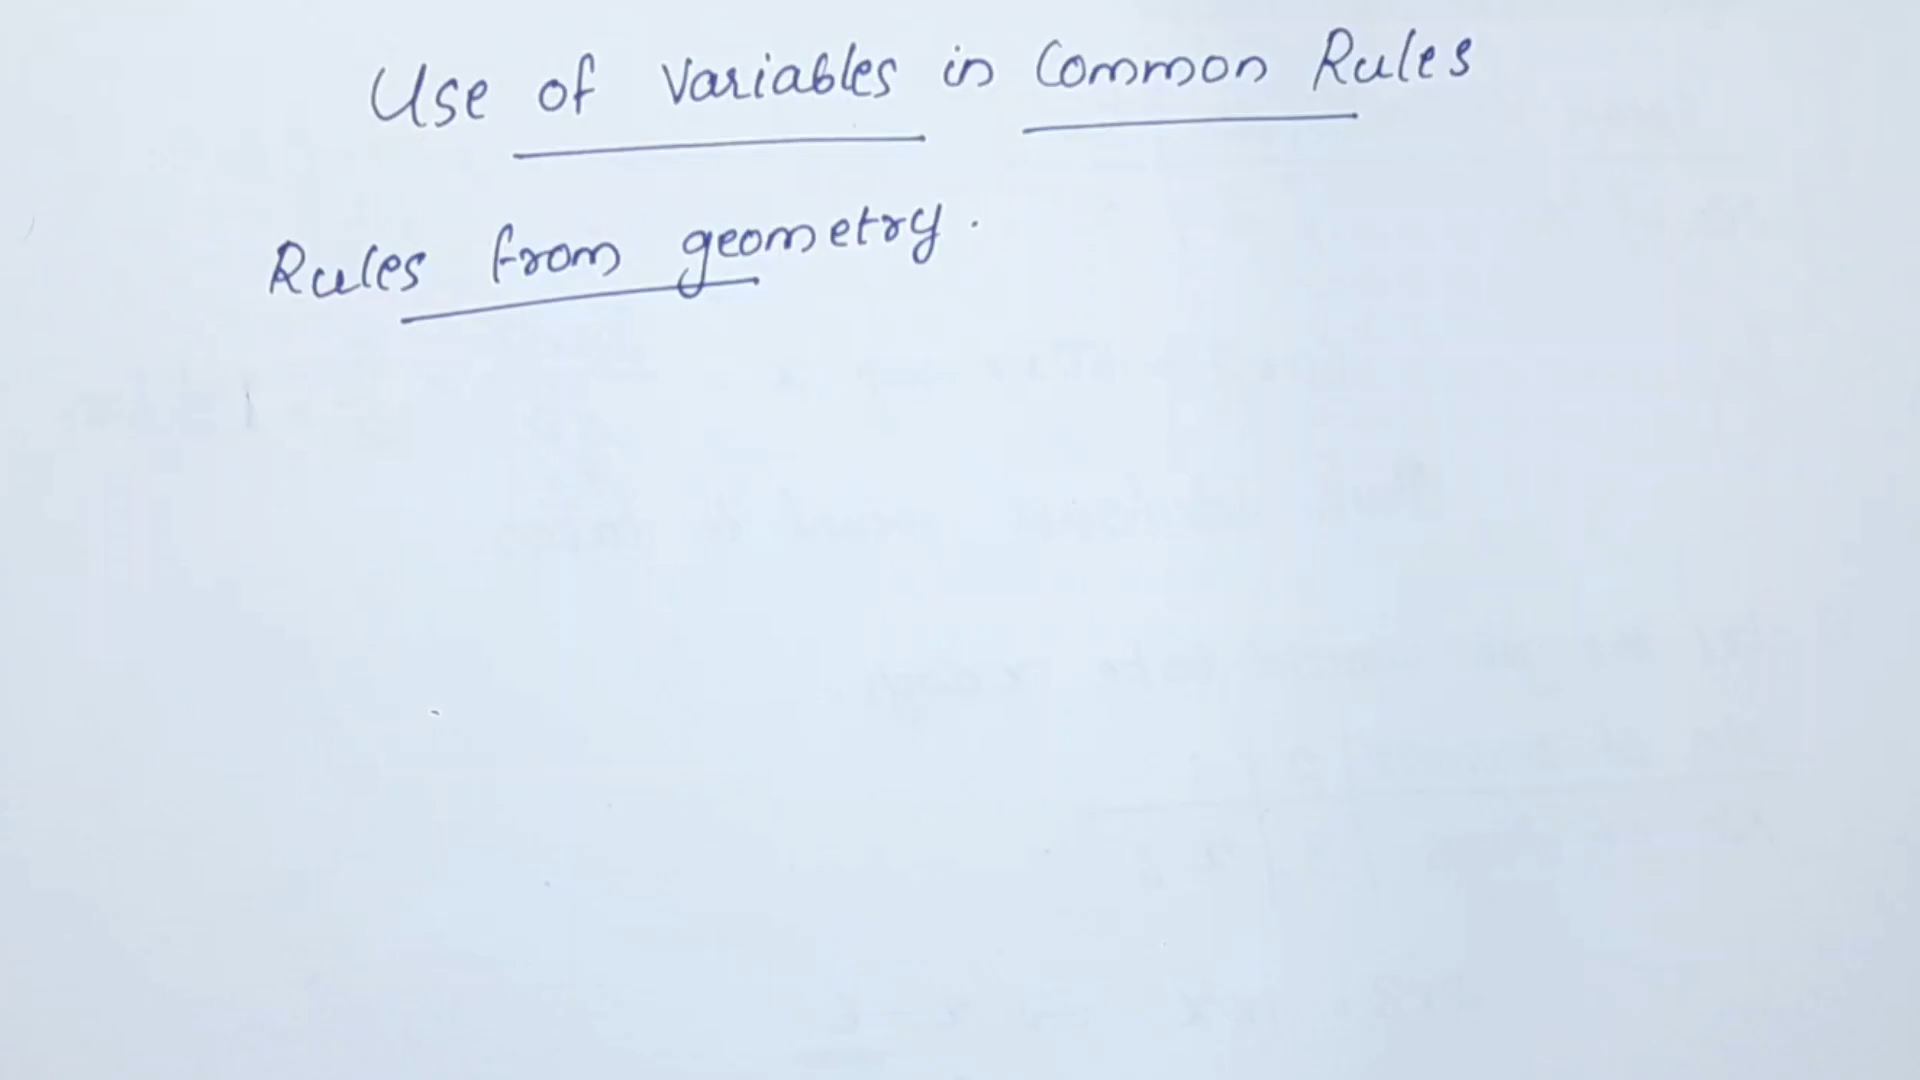 Use of Variables in Common Rules
Rules from geometry.